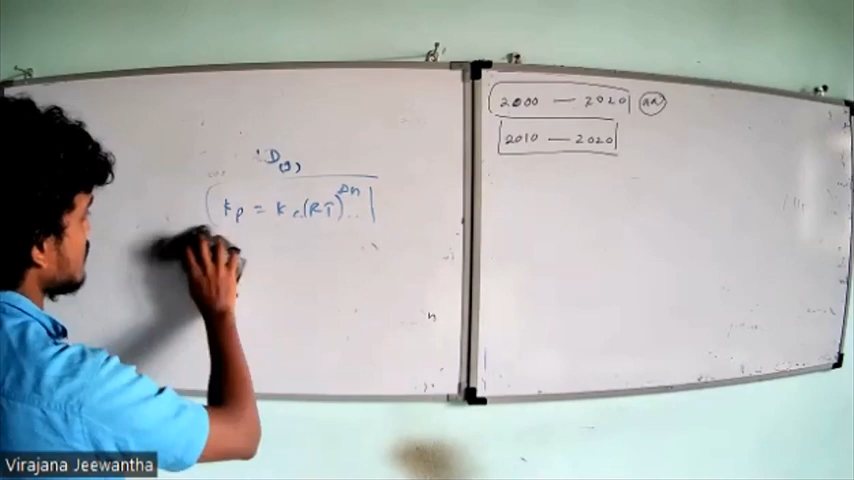 D(g)
Kp = Kc (RT)^Δn
2000 — 2020
2010 — 2020
Virajana Jeewantha